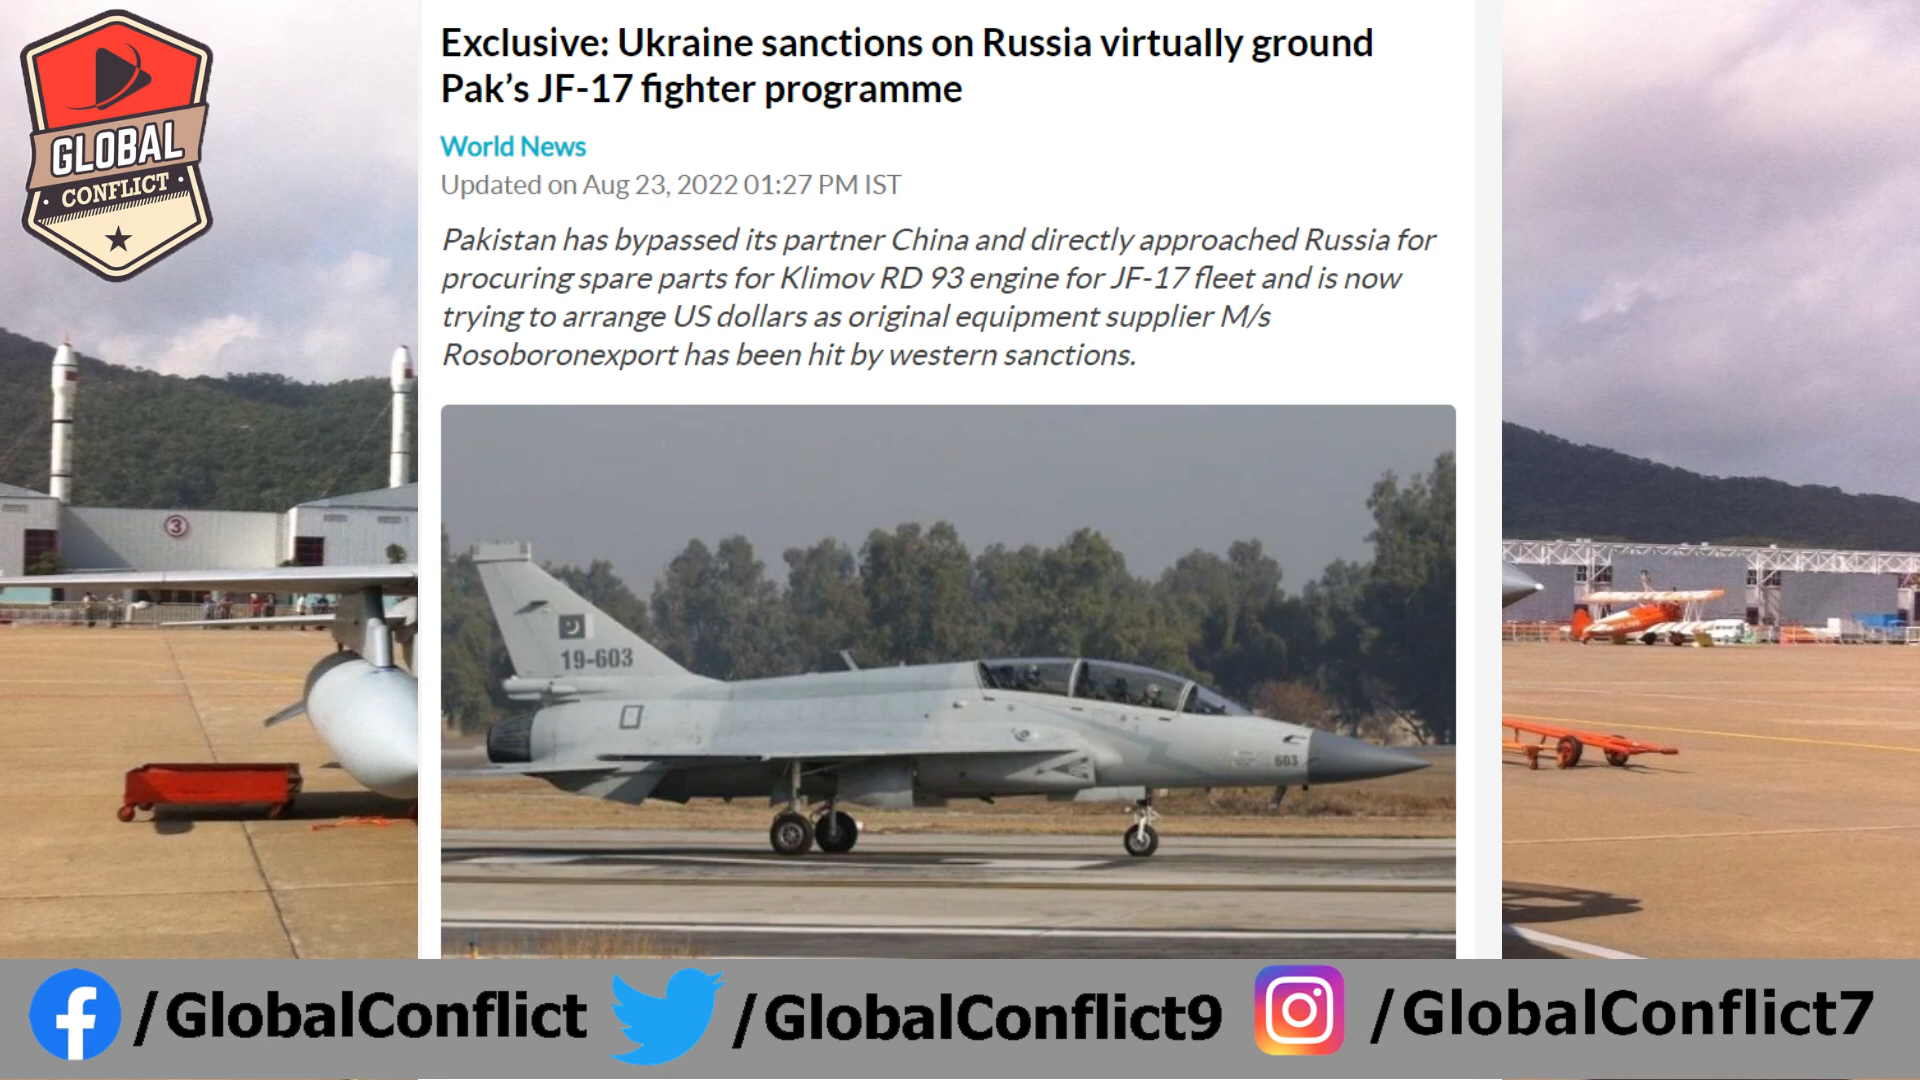 GLOBAL
CONFLICT
Exclusive: Ukraine sanctions on Russia virtually ground
Pak's JF-17 fighter programme
World News
Updated on Aug 23, 2022 01:27 PM IST
Pakistan has bypassed its partner China and directly approached Russia for
procuring spare parts for Klimov RD 93 engine for JF-17 fleet and is now
trying to arrange US dollars as original equipment supplier M/s
Rosoboronexport has been hit by western sanctions.
3
19-603
603
/GlobalConflict
/GlobalConflict9
/GlobalConflict7